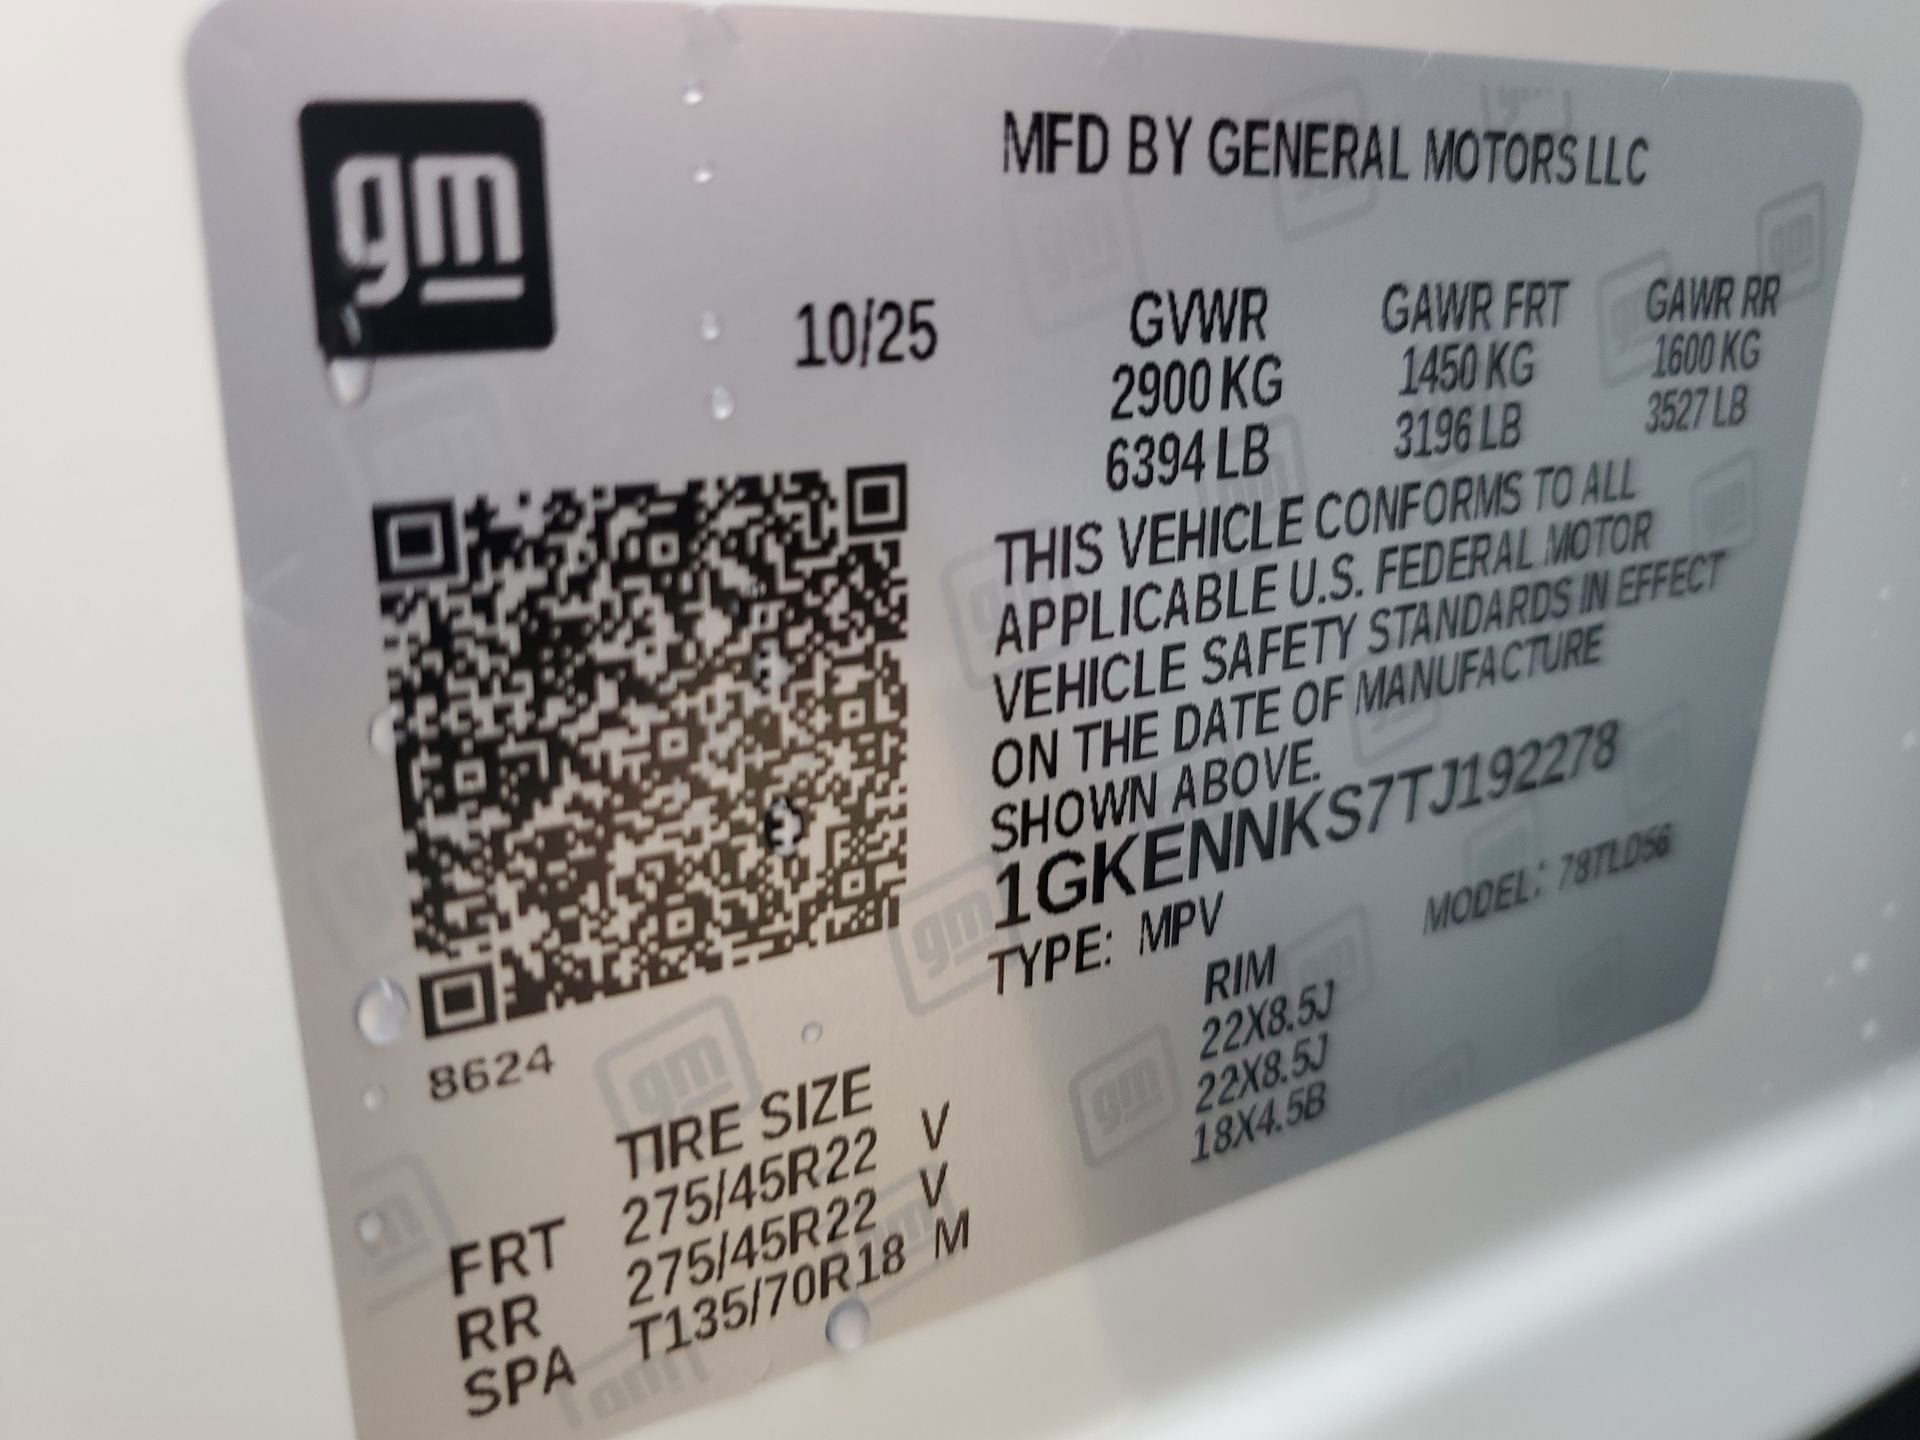 gm
MFD BY GENERAL MOTORS LLC
10/25
GVWR GAWR FRT GAWR RR
2900 KG 1450 KG 1600 KG
6394 LB 3196 LB 3527 LB
THIS VEHICLE CONFORMS TO ALL
APPLICABLE U.S. FEDERAL MOTOR
VEHICLE SAFETY STANDARDS IN EFFECT
ON THE DATE OF MANUFACTURE
SHOWN ABOVE.
1GKENNKS7TJ192278
TYPE: MPV MODEL: 78TLD56
8624
TIRE SIZE RIM
FRT 275/45R22 V 22X8.5J
RR 275/45R22 V 22X8.5J
SPA T135/70R18 M 18X4.5B